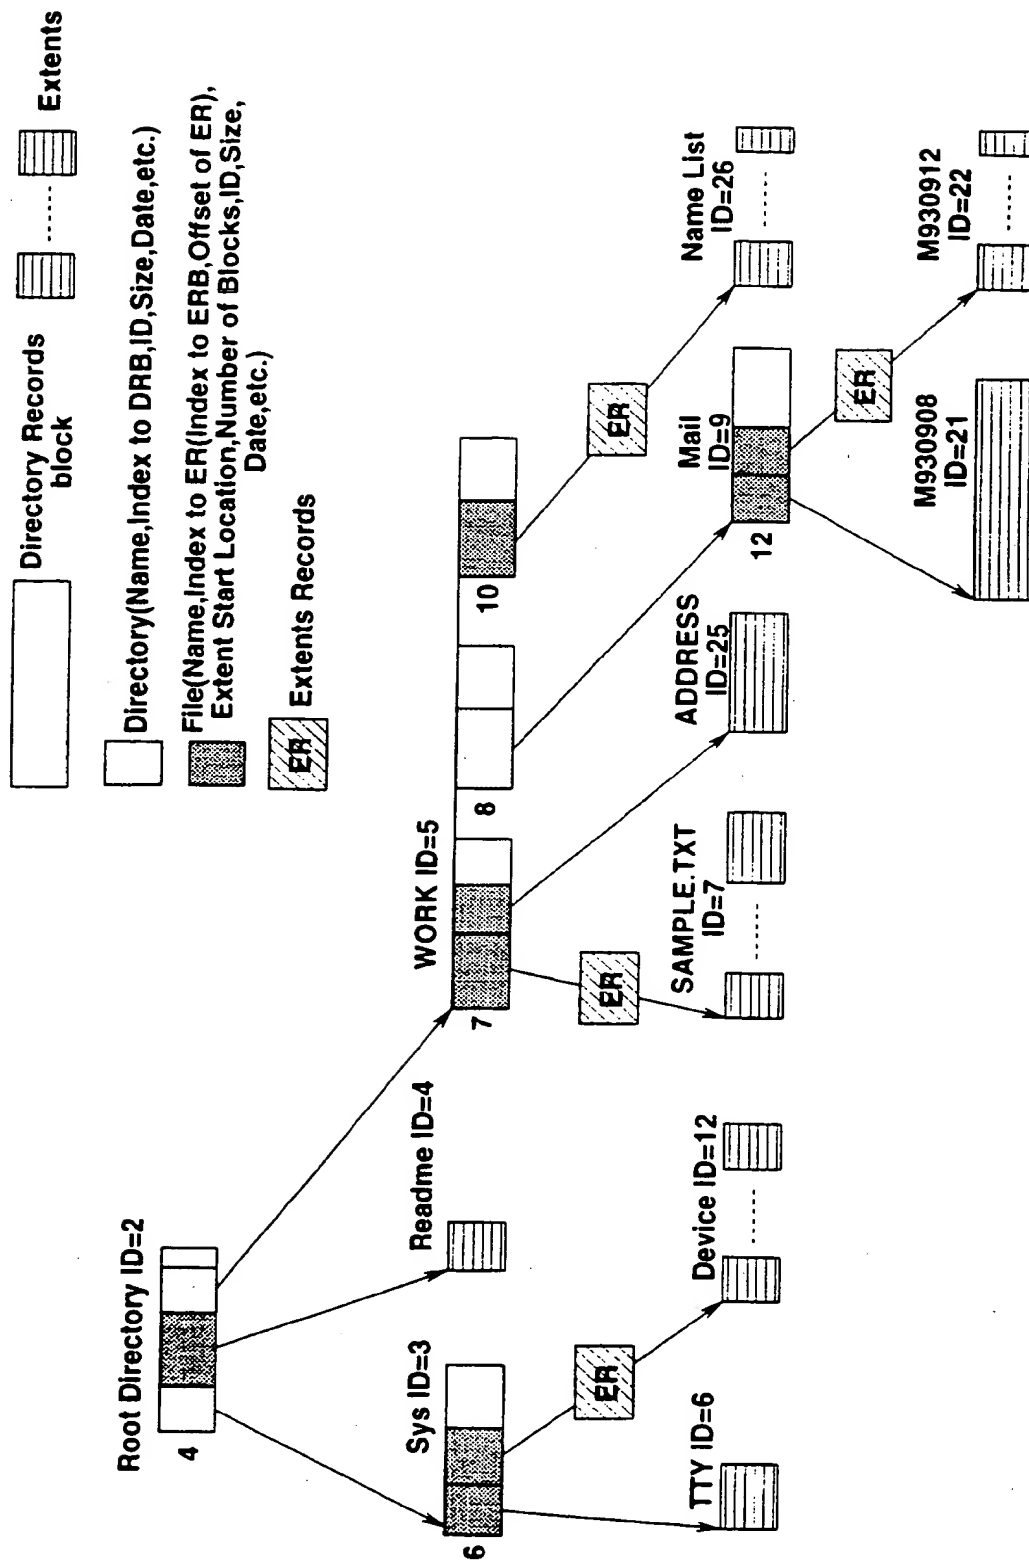 Directory Records
block
Extents
Directory(Name,Index to DRB,ID,Size,Date,etc.)
File(Name,Index to ER(Index to ERB,Offset of ER),
Extent Start Location,Number of Blocks,ID,Size,
Date,etc.)
ER
Extents Records
Root Directory ID=2
4
Sys ID=3
6
Readme ID=4
WORK ID=5
7
8
10
ER
ER
ER
TTY ID=6
Device ID=12
SAMPLE.TXT
ID=7
ADDRESS
ID=25
Mail
ID=9
12
Name List
ID=26
ER
M930908
ID=21
M930912
ID=22